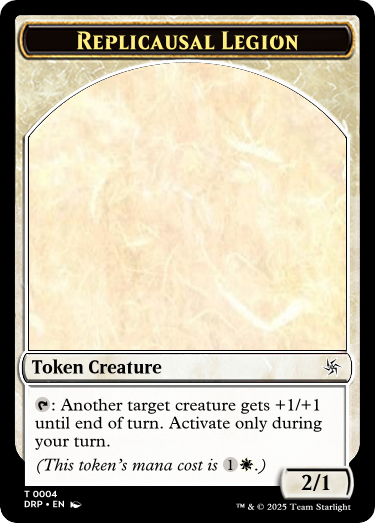 Replicausal Legion
Token Creature
: Another target creature gets +1/+1
until end of turn. Activate only during
your turn.
(This token's mana cost is 1.)
2/1
T 0004
DRP • EN
™ & © 2025 Team Starlight